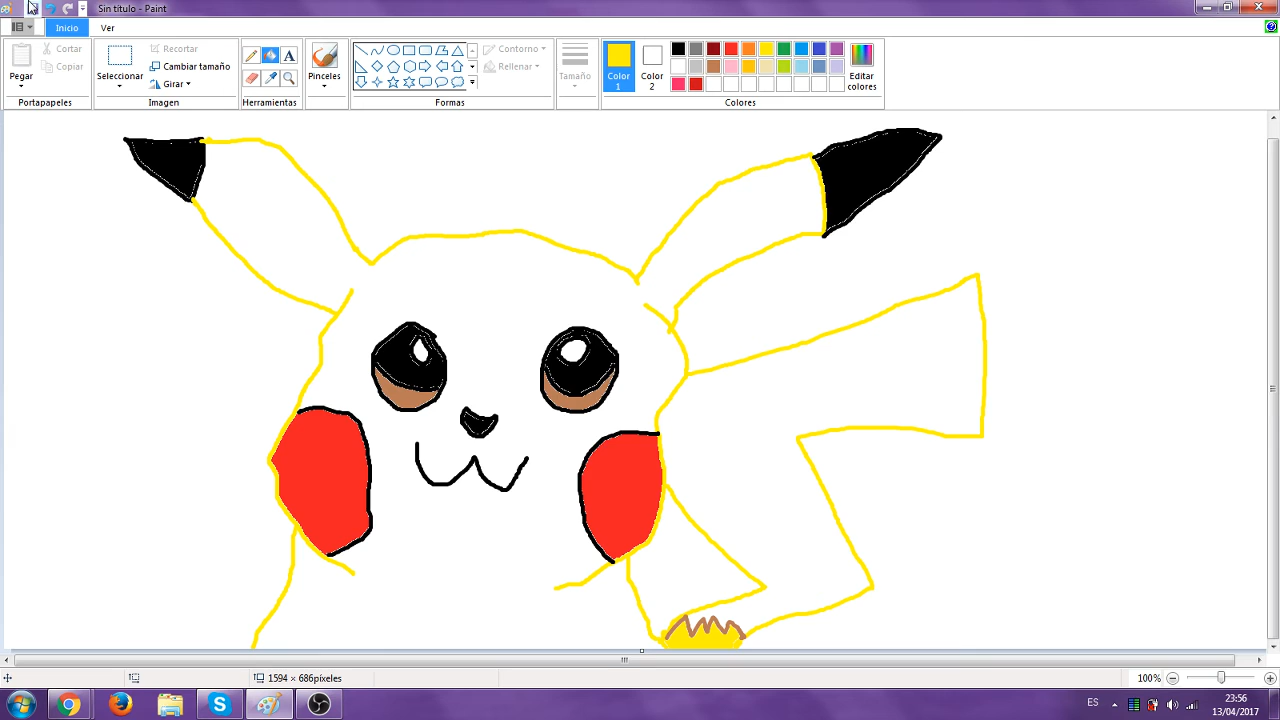 Sin título - Paint
Inicio Ver
Pegar
Cortar
Copiar
Portapapeles
Seleccionar
Recortar
Cambiar tamaño
Girar
Imagen
A
Herramientas
Pinceles
Contorno
Rellenar
Formas
Tamaño
Color
1
Color
2
Editar
colores
Colores
1594 × 686píxeles
100%
ES
23:56
13/04/2017